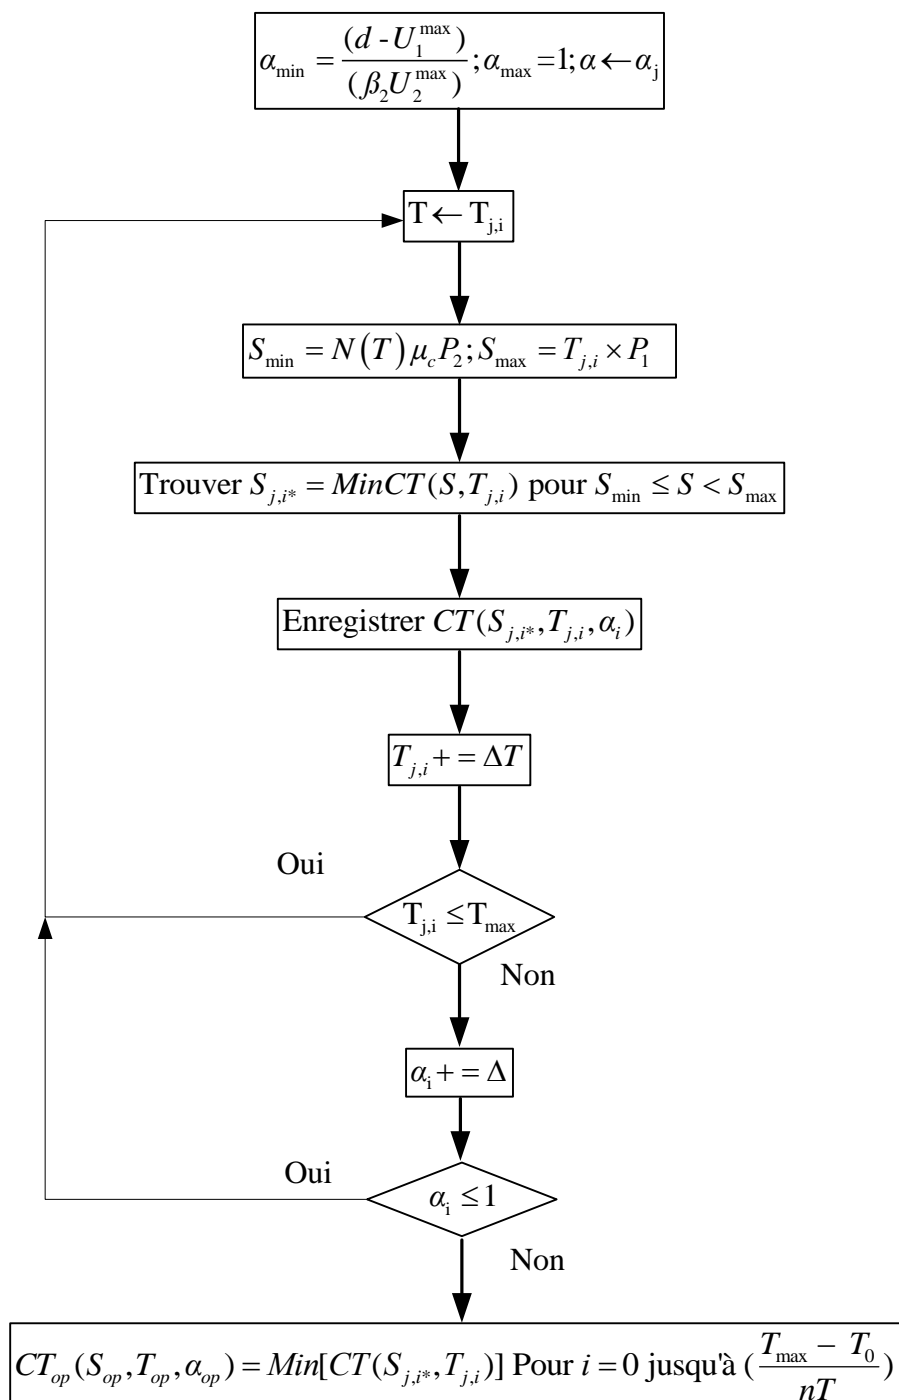 α_min = (d - U_1^max) / (β_2 U_2^max) ; α_max = 1; α ← α_j
T ← T_j,i
S_min = N(T) μ_c P_2; S_max = T_j,i × P_1
Trouver S_j,i* = MinCT(S, T_j,i) pour S_min ≤ S < S_max
Enregistrer CT(S_j,i*, T_j,i, α_i)
T_j,i + = ΔT
Oui
T_j,i ≤ T_max
Non
α_i + = Δ
Oui
α_i ≤ 1
Non
CT_op(S_op, T_op, α_op) = Min[CT(S_j,i*, T_j,i)] Pour i = 0 jusqu'à ((T_max − T_0) / nT)